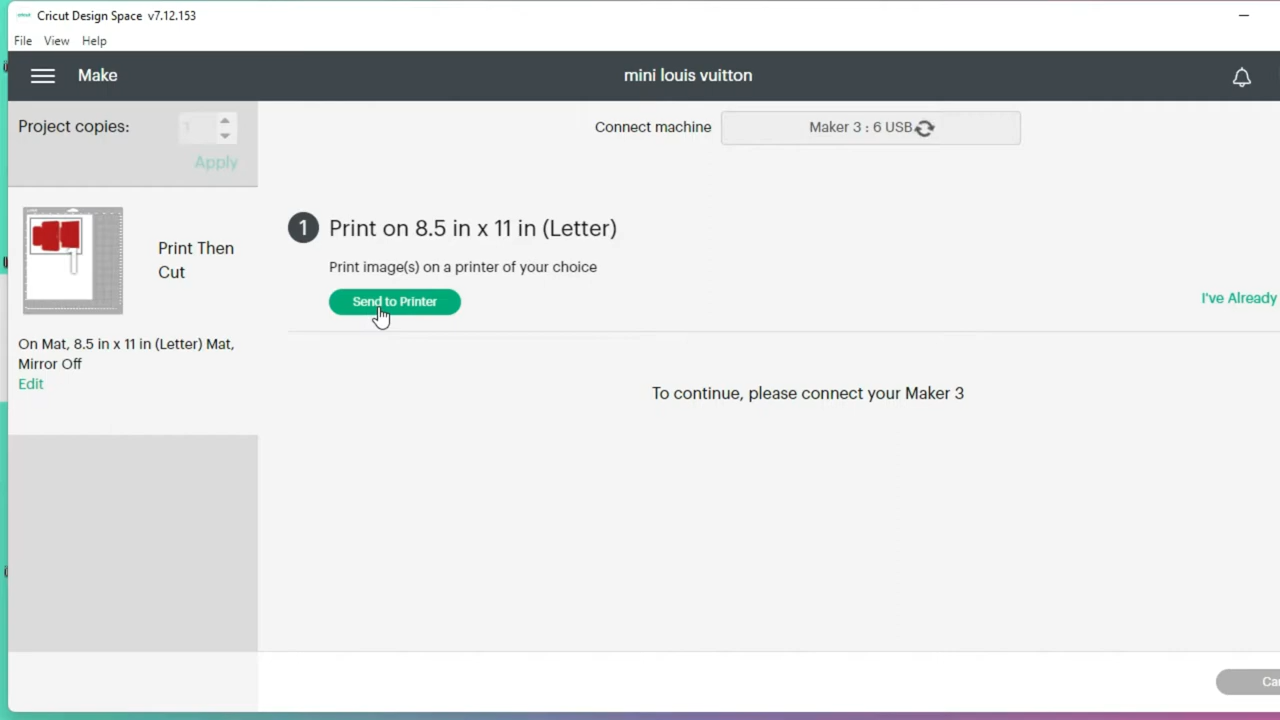 Cricut Design Space v7.12.153
File View Help
Make
mini louis vuitton
Project copies:
Apply
Connect machine
Maker 3 : 6 USB
Print Then
Cut
On Mat, 8.5 in x 11 in (Letter) Mat,
Mirror Off
Edit
1 Print on 8.5 in x 11 in (Letter)
Print image(s) on a printer of your choice
Send to Printer
I've Already
To continue, please connect your Maker 3